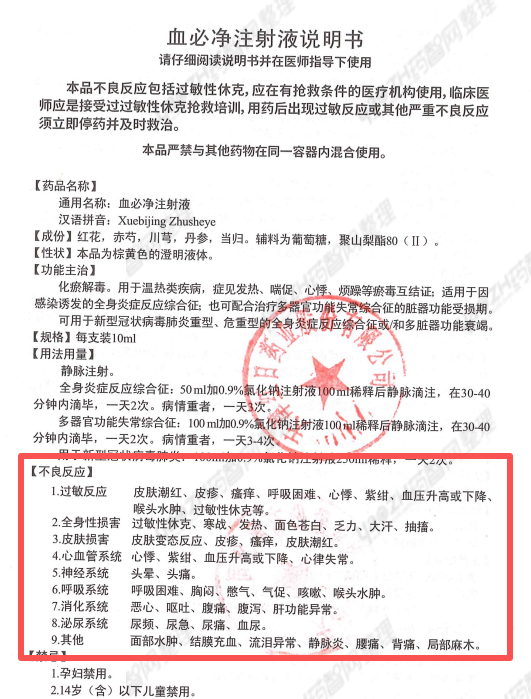 血必净注射液说明书
请仔细阅读说明书并在医师指导下使用
本品不良反应包括过敏性休克,应在有抢救条件的医疗机构使用,临床医
师应是接受过过敏性休克抢救培训,用药后出现过敏反应或其他严重不良反应
须立即停药并及时救治。
本品严禁与其他药物在同一容器内混合使用。
【药品名称】
通用名称:血必净注射液
汉语拼音:Xuebijing Zhusheye
【成份】红花,赤芍,川芎,丹参,当归。辅料为葡萄糖,聚山梨酯80(Ⅱ)。
【性状】本品为棕黄色的澄明液体。
【功能主治】
化瘀解毒。用于温热类疾病,症见发热、喘促、心悸、烦躁等瘀毒互结证;适用于因
感染诱发的全身炎症反应综合征;也可配合治疗多器官功能失常综合征的脏器功能受损期。
可用于新型冠状病毒肺炎重型、危重型的全身炎症反应综合征或/和多脏器功能衰竭。
【规格】每支装10ml
【用法用量】
静脉注射。
全身炎症反应综合征:50ml加0.9%氯化钠注射液100ml稀释后静脉滴注,在30-40
分钟内滴毕,一天2次。病情重者,一天3次。
多器官功能失常综合征:100ml加0.9%氯化钠注射液100ml稀释后静脉滴注,在30-40
分钟内滴毕,一天2次。病情重者,一天3-4次。
【不良反应】
1.过敏反应 皮肤潮红、皮疹、瘙痒、呼吸困难、心悸、紫绀、血压升高或下降、
喉头水肿、过敏性休克等。
2.全身性损害 过敏性休克、寒战、发热、面色苍白、乏力、大汗、抽搐。
3.皮肤损害 皮肤变态反应、皮疹、瘙痒,皮肤潮红。
4.心血管系统 心悸、紫绀、血压升高或下降、心律失常。
5.神经系统 头晕、头痛。
6.呼吸系统 呼吸困难、胸闷、憋气、气促、咳嗽、喉头水肿。
7.消化系统 恶心、呕吐、腹痛、腹泻、肝功能异常。
8.泌尿系统 尿频、尿急、尿痛、血尿。
9.其他 面部水肿、结膜充血、流泪异常、静脉炎、腰痛、背痛、局部麻木。
【禁忌】
1.孕妇禁用。
2.14岁(含)以下儿童禁用。